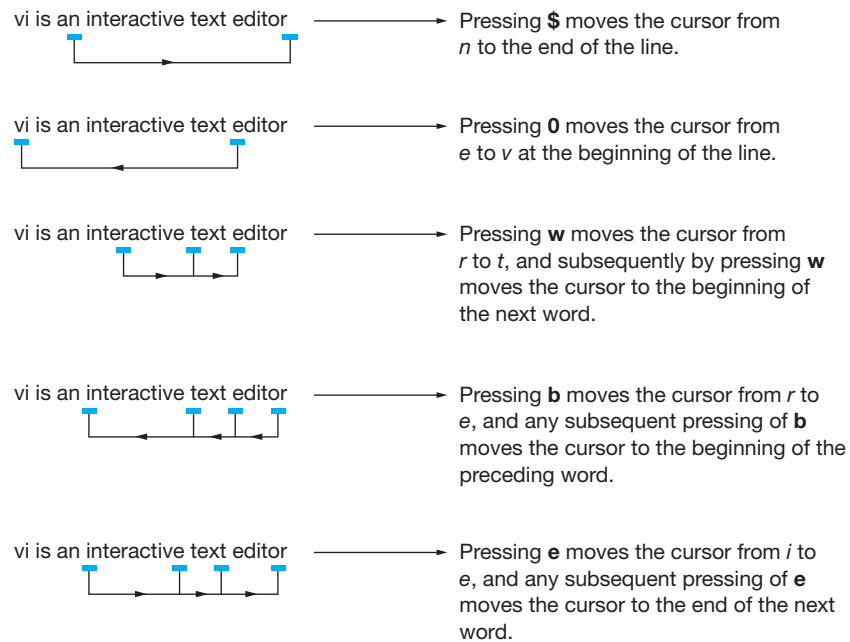 vi is an interactive text editor
Pressing $ moves the cursor from
n to the end of the line.
vi is an interactive text editor
Pressing 0 moves the cursor from
e to v at the beginning of the line.
vi is an interactive text editor
Pressing w moves the cursor from
r to t, and subsequently by pressing w
moves the cursor to the beginning of
the next word.
vi is an interactive text editor
Pressing b moves the cursor from r to
e, and any subsequent pressing of b
moves the cursor to the beginning of the
preceding word.
vi is an interactive text editor
Pressing e moves the cursor from i to
e, and any subsequent pressing of e
moves the cursor to the end of the next
word.